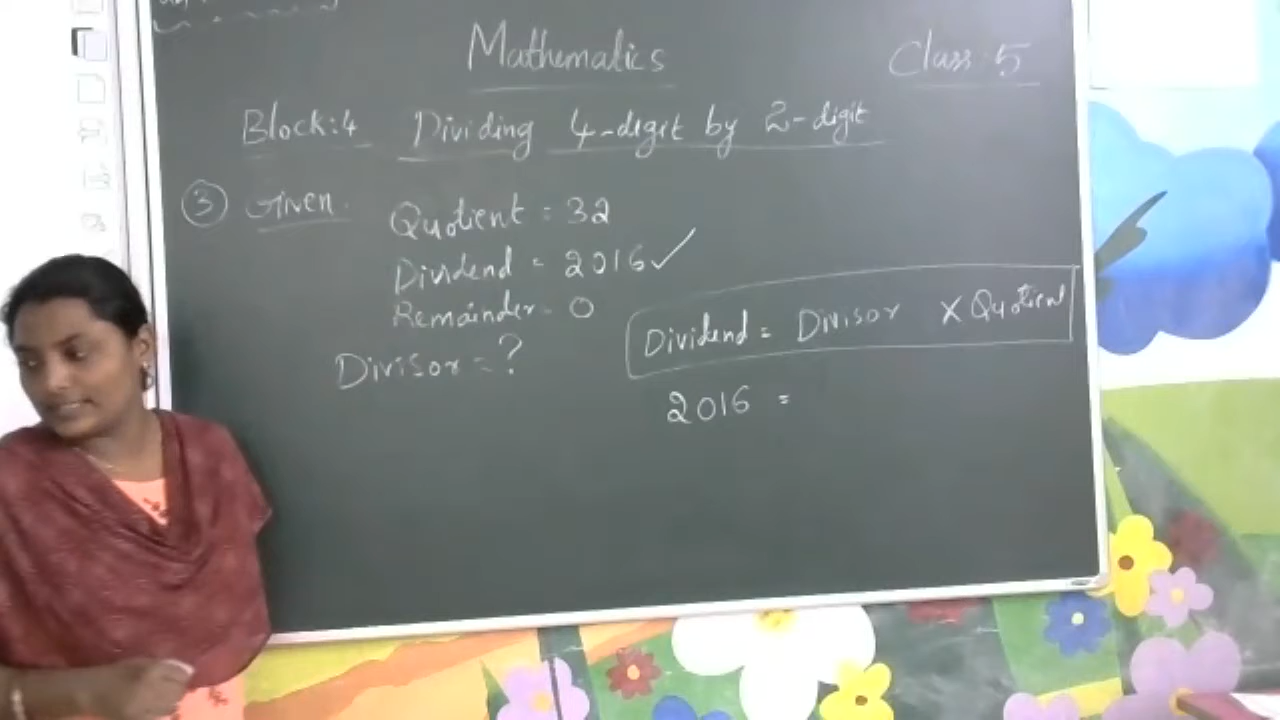 Mathematics
Class: 5
Block:4 Dividing 4-digit by 2-digit
3 Given.
Quotient = 32
Dividend = 2016 ✓
Remainder = 0
Divisor = ?
Dividend = Divisor × Quotient
2016 =